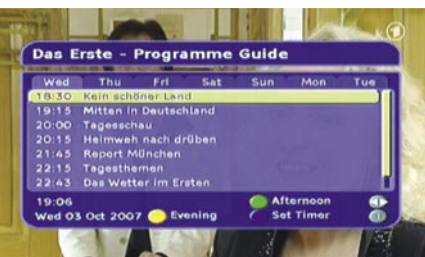 Das Erste - Programme Guide
Wed Thu Fri Sat Sun Mon Tue
18:30 Kein schöner Land
19:15 Mitten in Deutschland
20:00 Tagesschau
20:15 Heimweh nach drüben
21:45 Report München
22:15 Tagesthemen
22:43 Das Wetter im Ersten
19:06 Afternoon
Wed 03 Oct 2007 Evening Set Timer